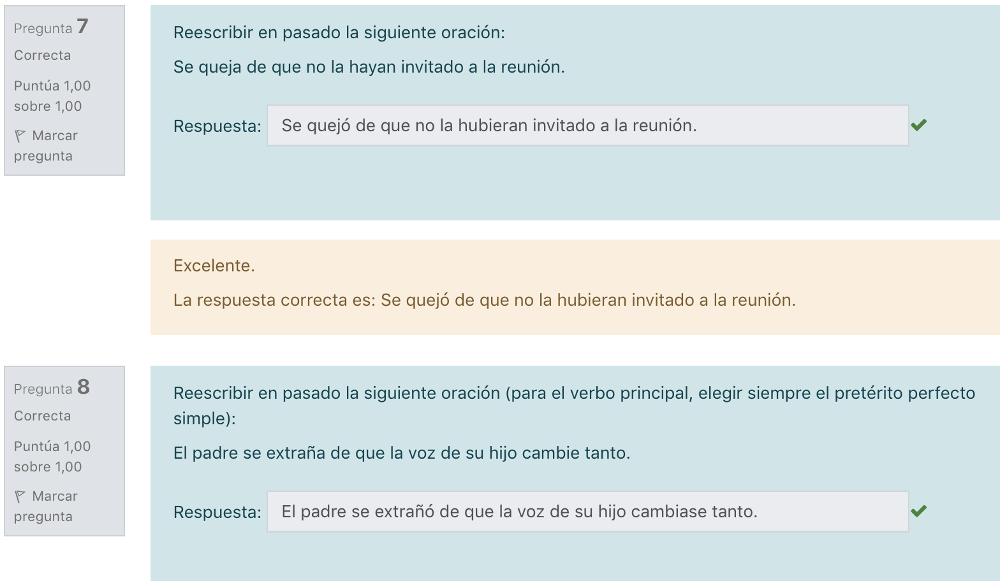 Pregunta 7
Correcta
Puntúa 1,00
sobre 1,00
Marcar
pregunta
Reescribir en pasado la siguiente oración:
Se queja de que no la hayan invitado a la reunión.
Respuesta: Se quejó de que no la hubieran invitado a la reunión.
Excelente.
La respuesta correcta es: Se quejó de que no la hubieran invitado a la reunión.
Pregunta 8
Correcta
Puntúa 1,00
sobre 1,00
Marcar
pregunta
Reescribir en pasado la siguiente oración (para el verbo principal, elegir siempre el pretérito perfecto
simple):
El padre se extraña de que la voz de su hijo cambie tanto.
Respuesta: El padre se extrañó de que la voz de su hijo cambiase tanto.